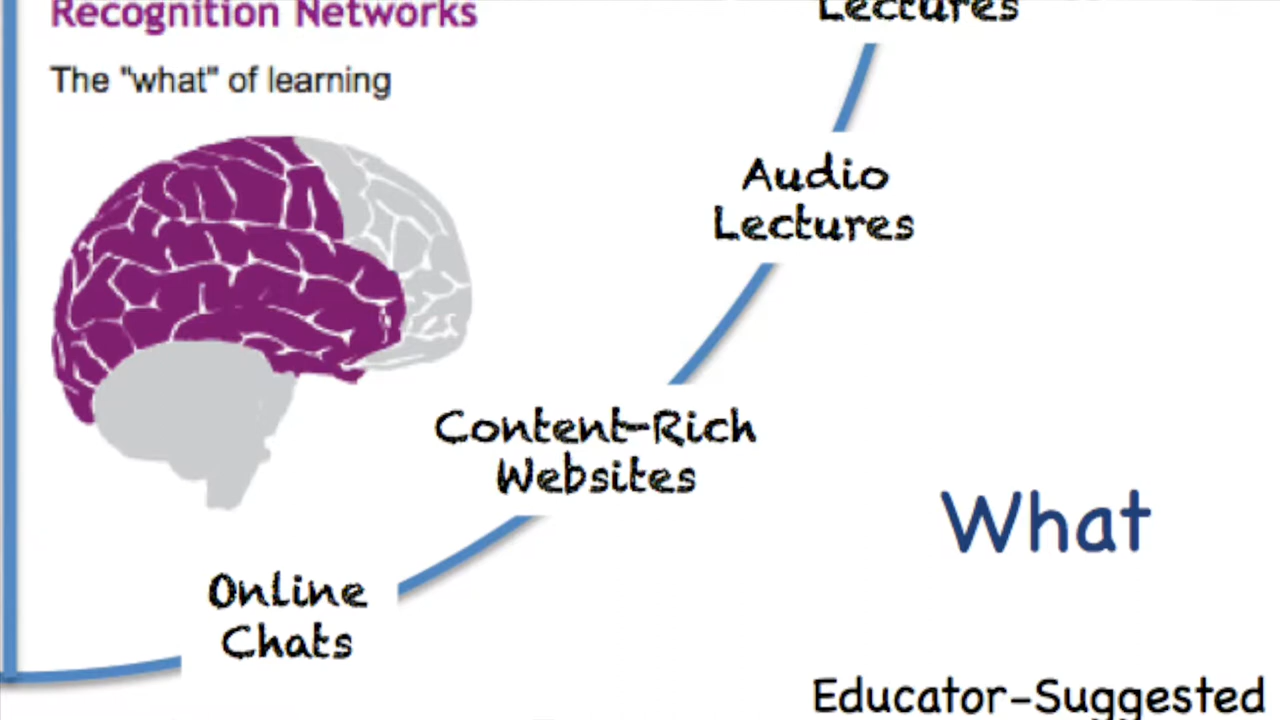 Recognition Networks
The "what" of learning
Lectures
Audio
Lectures
Content-Rich
Websites
What
Online
Chats
Educator-Suggested